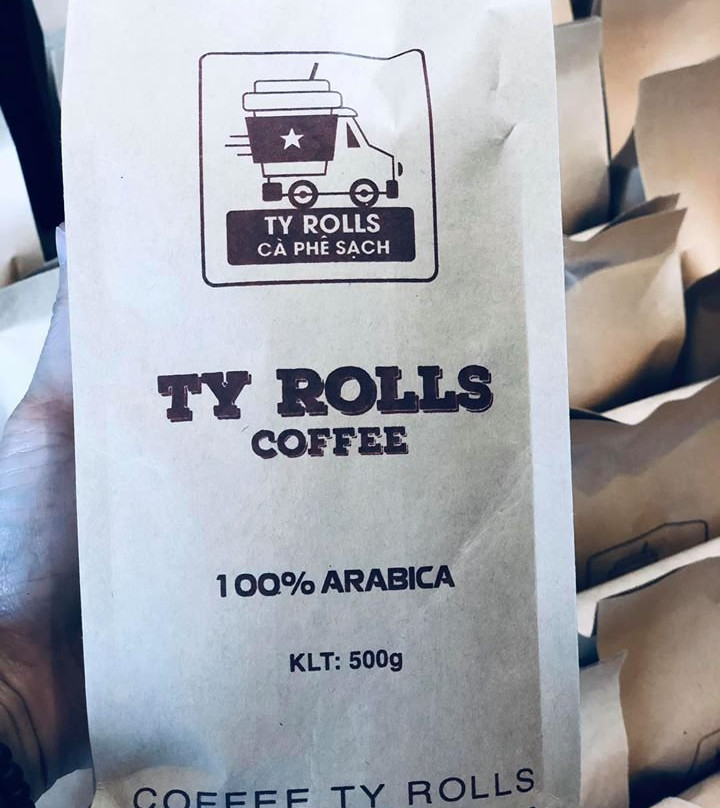 TY ROLLS
CÀ PHÊ SẠCH
TY ROLLS
COFFEE
100% ARABICA
KLT: 500g
COFFEE TY ROLLS